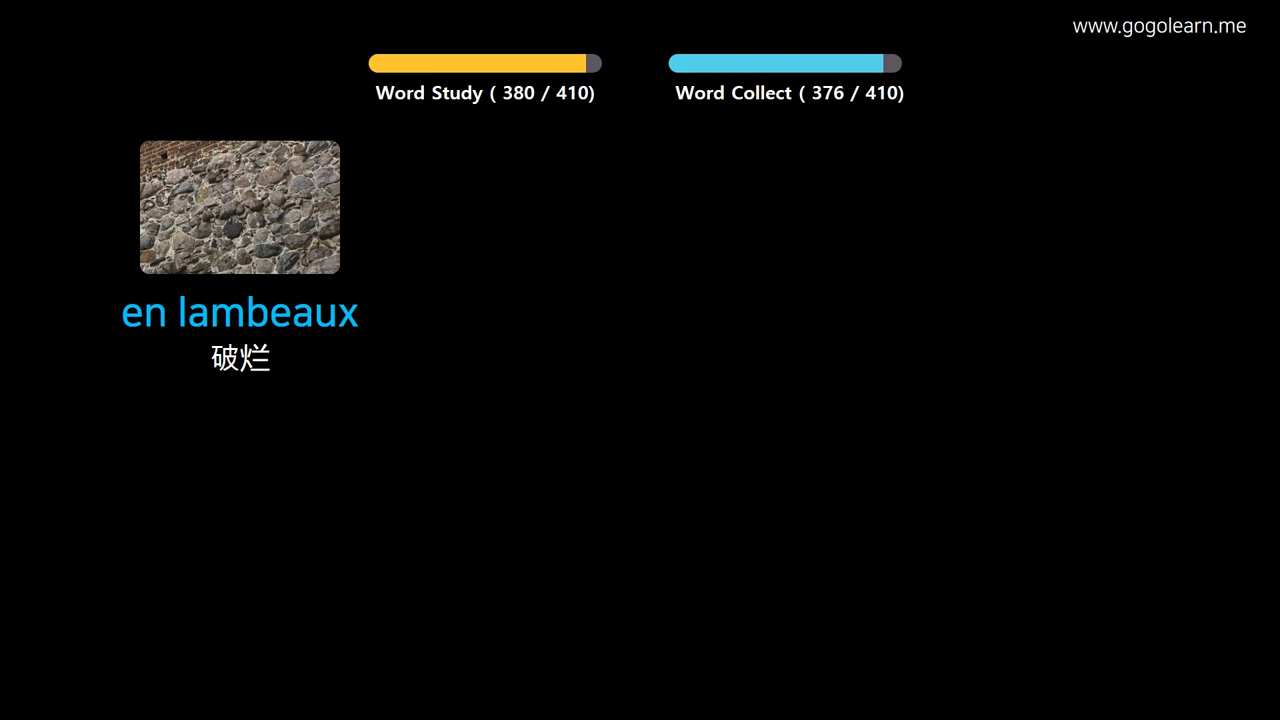 www.gogolearn.me
Word Study ( 380 / 410)
Word Collect ( 376 / 410)
en lambeaux
破烂